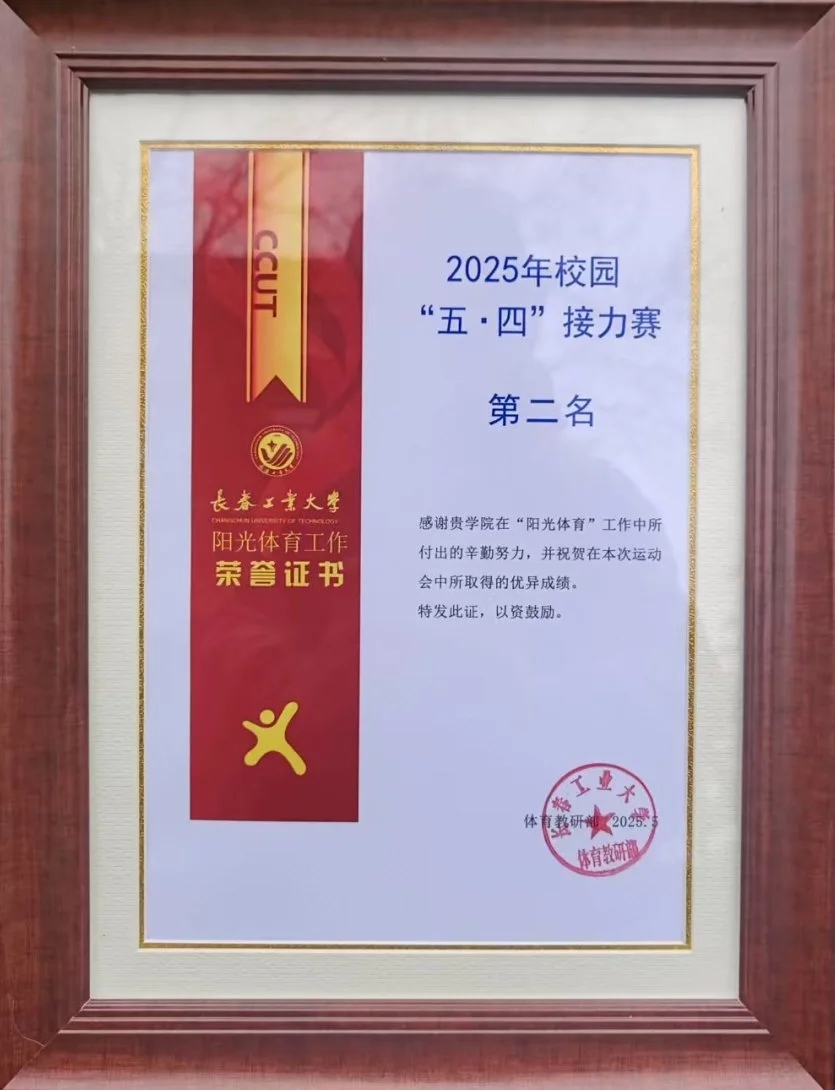 CCUT
长春工业大学
CHANGCHUN UNIVERSITY OF TECHNOLOGY
阳光体育工作
荣誉证书
2025年校园
“五·四”接力赛
第二名
感谢贵学院在“阳光体育”工作中所
付出的辛勤努力，并祝贺在本次运动
会中所取得的优异成绩。
特发此证，以资鼓励。
体育教研部 2025.5
长春工业大学
体育教研部